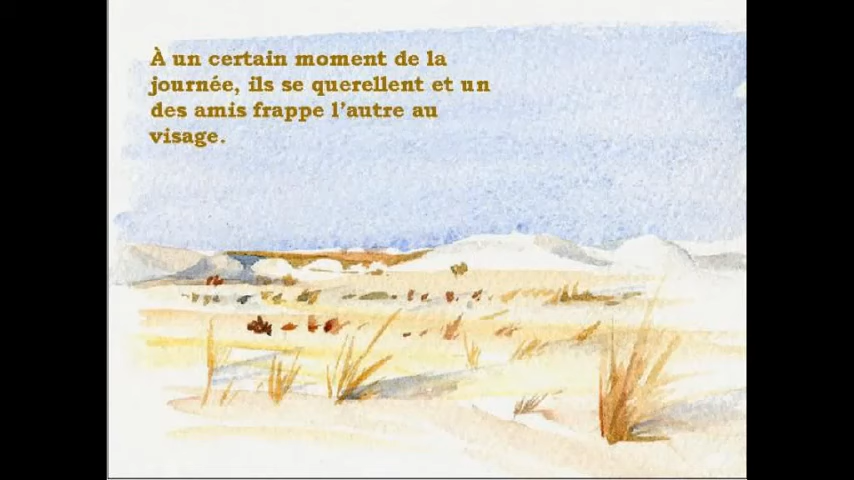 À un certain moment de la
journée, ils se querellent et un
des amis frappe l’autre au
visage.